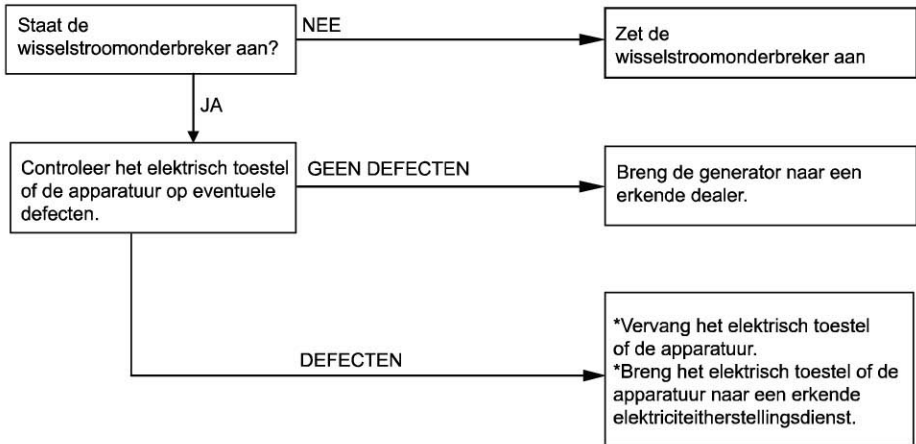 Staat de
wisselstroomonderbreker aan?
NEE
Zet de
wisselstroomonderbreker aan
JA
Controleer het elektrisch toestel
of de apparatuur op eventuele
defecten.
GEEN DEFECTEN
Breng de generator naar een
erkende dealer.
DEFECTEN
*Vervang het elektrisch toestel
of de apparatuur.
*Breng het elektrisch toestel of de
apparatuur naar een erkende
elektriciteitherstellingsdienst.